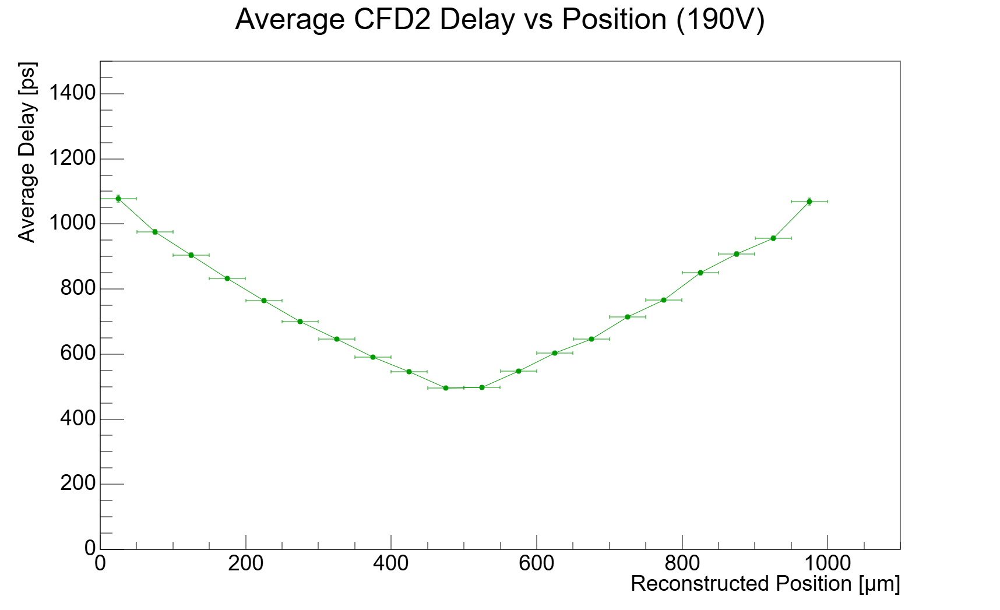 Average CFD2 Delay vs Position (190V)
Average Delay [ps]
1400
1200
1000
800
600
400
200
0
0 200 400 600 800 1000
Reconstructed Position [μm]